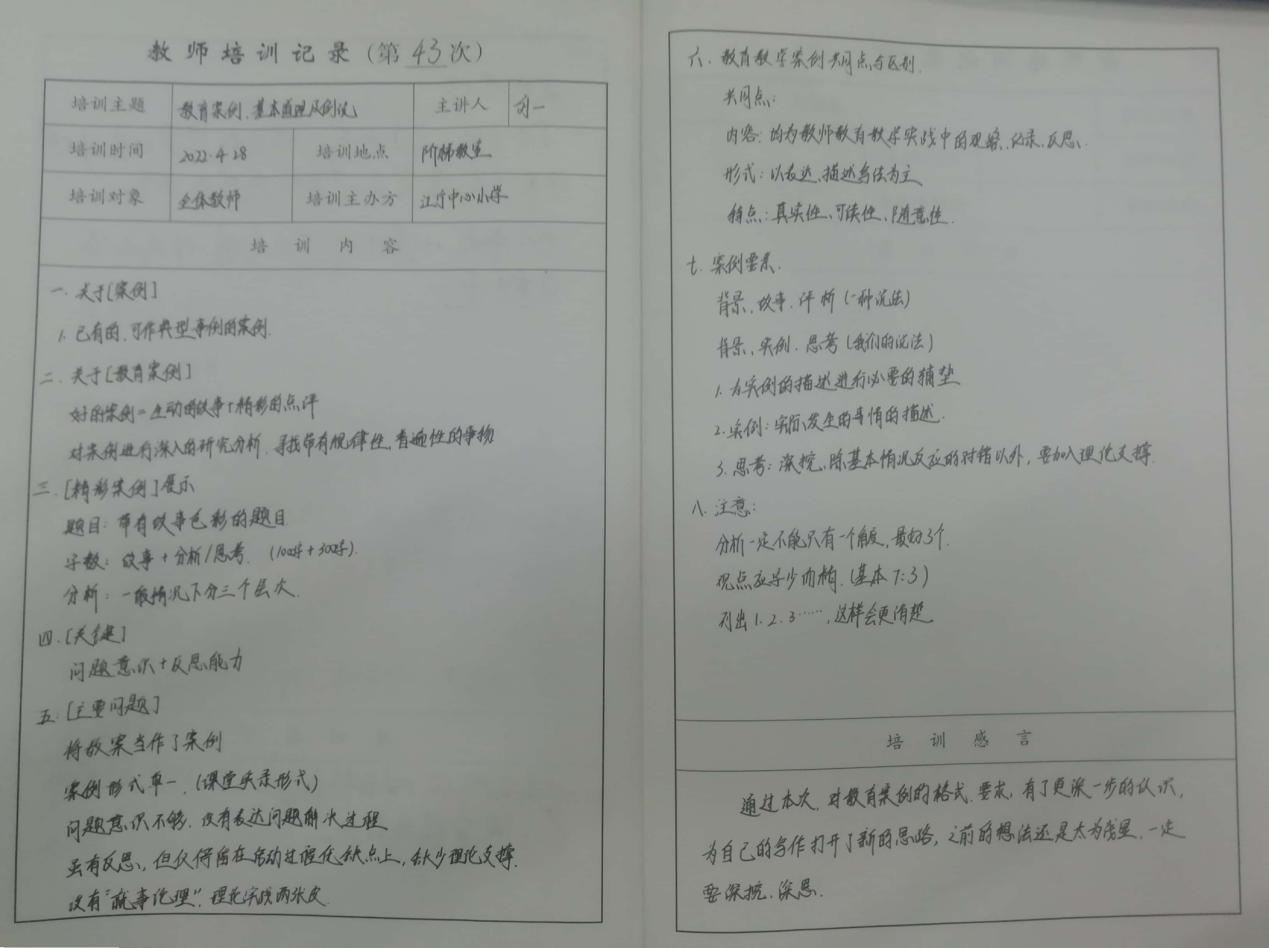 教师培训记录(第 43 次)
培训主题 教育案例、基本道理及例说 主讲人 刘一
培训时间 2022.4.28 培训地点 阶梯教室
培训对象 全体教师 培训主办方 江宁中心小学
培训内容
一. 关于[案例]
1. 已有的、可作典型事例的案例.
二. 关于[教育案例]
好的案例=生动的故事+精彩的点评
对案例进行深入的研究分析. 寻找带有规律性、普遍性的事物
三. [精彩案例]展示
题目: 带有故事色彩的题目.
字数: 故事+分析/思考.
分析: 一般情况下分三个层次.
四. [关键]
问题意识+反思能力
五. [主要问题]
将教案当作了案例
案例形式单一. (课堂实录形式)
问题意识不够. 没有表达问题解决过程
虽有反思, 但仅停留在活动过程优缺点上, 缺少理论支撑.
没有"就事论理", 理论实践两张皮.
六. 教育教学案例共同点与区别.
共同点:
内容: 均为教师教育教学实践中的观察、记录、反思.
形式: 以表达、描述写法为主
特点: 真实性、可读性、随意性.
七. 案例要素.
背景、故事、评析 (一种说法)
背景、实例、思考 (我们的说法)
1. 为实例的描述进行必要的铺垫.
2. 实例: 实际发生的事情的描述.
3. 思考: 深挖, 除基本情况反应的对错以外, 要加入理论支撑.
八. 注意:
分析一定不能只有一个角度, 最好3个.
观点应尽少而精. (基本 7:3)
列出 1. 2. 3……, 这样会更清楚.
培训感言
通过本次, 对教育案例的格式、要求, 有了更深一步的认识,
为自己的写作打开了新的思路, 之前的想法还是太为浅显, 一定
要深挖、深思.